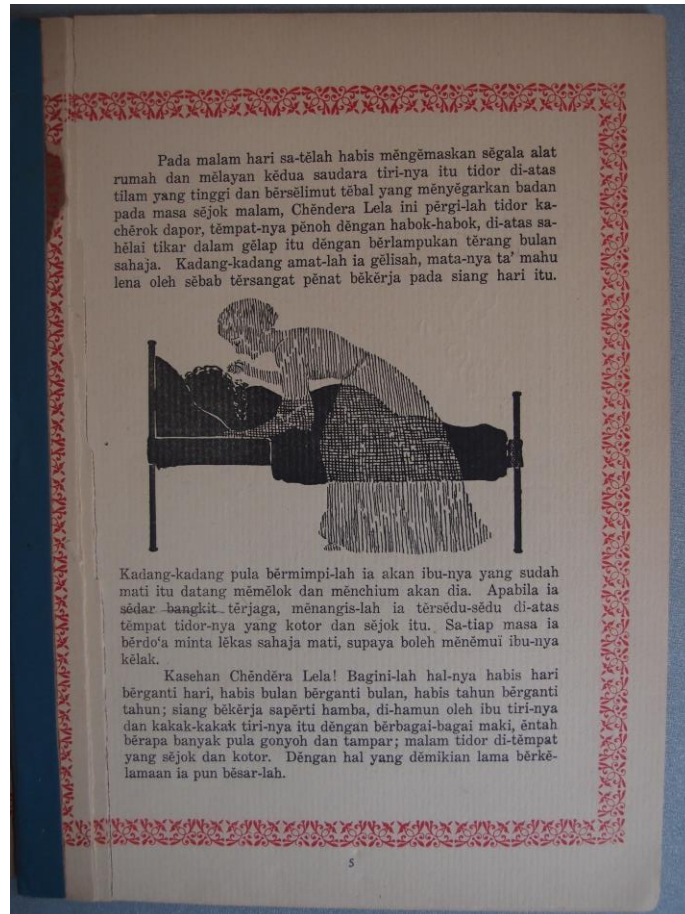 Pada malam hari sa-tĕlah habis mĕngĕmaskan sĕgala alat
rumah dan mĕlayan kĕdua saudara tiri-nya itu tidor di-atas
tilam yang tinggi dan bĕrsĕlimut tĕbal yang mĕnyĕgarkan badan
pada masa sĕjok malam, Chĕndera Lela ini pĕrgi-lah tidor ka-
chĕrok dapor, tĕmpat-nya pĕnoh dĕngan habok-habok, di-atas sa-
hĕlai tikar dalam gĕlap itu dĕngan bĕrlampukan tĕrang bulan
sahaja. Kadang-kadang amat-lah ia gĕlisah, mata-nya ta' mahu
lena oleh sĕbab tĕrsangat pĕnat bĕkĕrja pada siang hari itu.
Kadang-kadang pula bĕrmimpi-lah ia akan ibu-nya yang sudah
mati itu datang mĕmĕlok dan mĕnchium akan dia. Apabila ia
sĕdar bangkit tĕrjaga, mĕnangis-lah ia tĕrsĕdu-sĕdu di-atas
tĕmpat tidor-nya yang kotor dan sĕjok itu. Sa-tiap masa ia
bĕrdo'a minta lĕkas sahaja mati, supaya boleh mĕnĕmuï ibu-nya
kĕlak.
Kasehan Chĕndĕra Lela! Bagini-lah hal-nya habis hari
bĕrganti hari, habis bulan bĕrganti bulan, habis tahun bĕrganti
tahun; siang bĕkĕrja sapĕrti hamba, di-hamun oleh ibu tiri-nya
dan kakak-kakak tiri-nya itu dĕngan bĕrbagai-bagai maki, ĕntah
bĕrapa banyak pula gonyoh dan tampar; malam tidor di-tĕmpat
yang sĕjok dan kotor. Dĕngan hal yang dĕmikian lama bĕrkĕ-
lamaan ia pun bĕsar-lah.
5